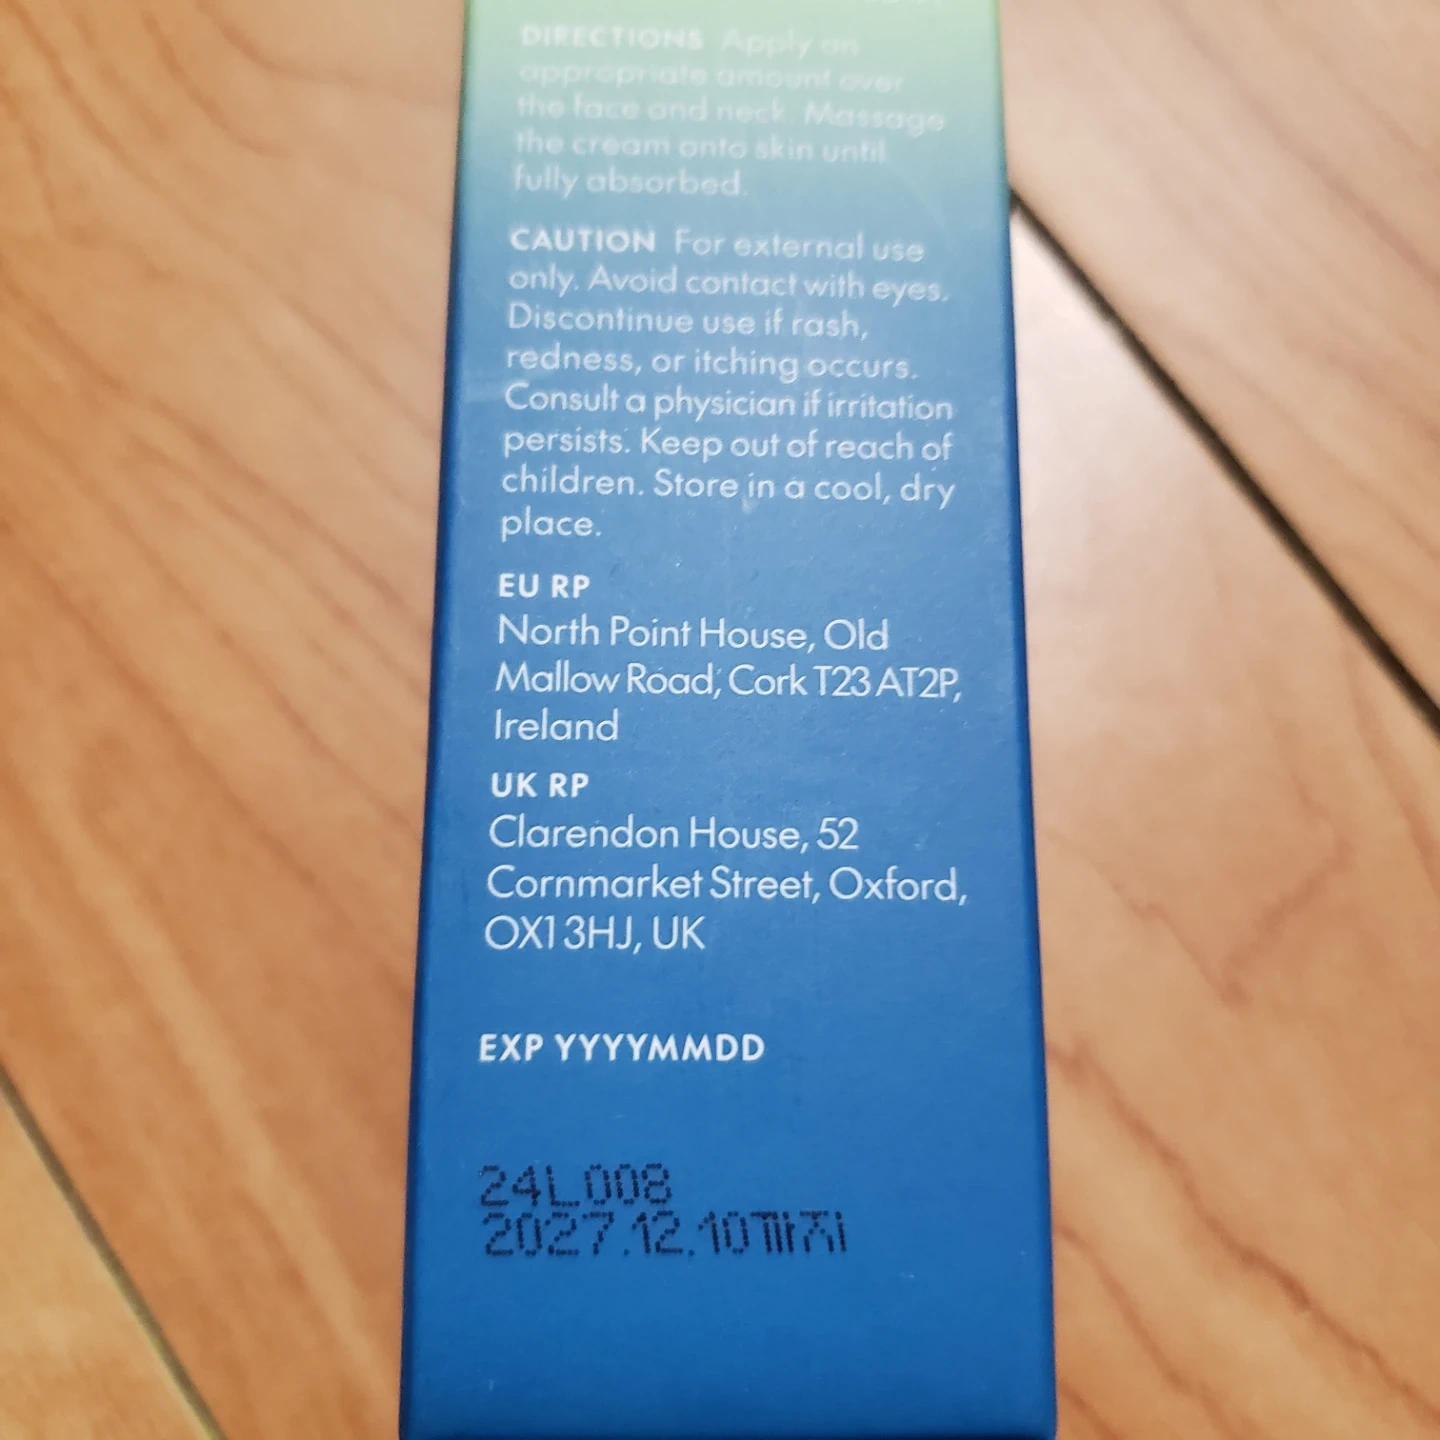 DIRECTIONS Apply an
appropriate amount over
the face and neck. Massage
the cream onto skin until
fully absorbed.
CAUTION For external use
only. Avoid contact with eyes.
Discontinue use if rash,
redness, or itching occurs.
Consult a physician if irritation
persists. Keep out of reach of
children. Store in a cool, dry
place.
EU RP
North Point House, Old
Mallow Road, Cork T23 AT2P,
Ireland
UK RP
Clarendon House, 52
Cornmarket Street, Oxford,
OX1 3HJ, UK
EXP YYYYMMDD
24L008
2027.12.10까지